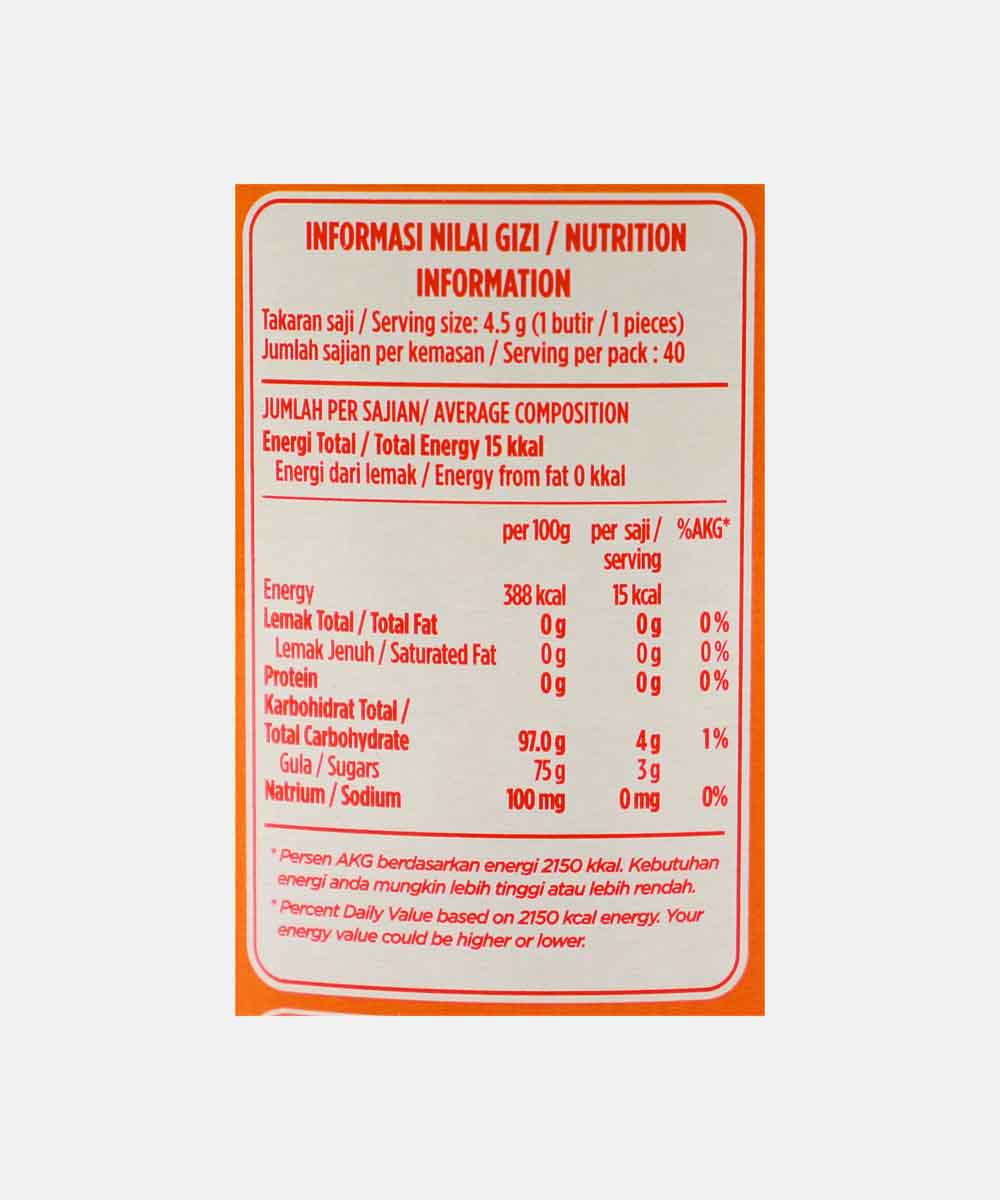 INFORMASI NILAI GIZI / NUTRITION
INFORMATION
Takaran saji / Serving size: 4.5 g (1 butir / 1 pieces)
Jumlah sajian per kemasan / Serving per pack : 40
JUMLAH PER SAJIAN/ AVERAGE COMPOSITION
Energi Total / Total Energy 15 kkal
Energi dari lemak / Energy from fat 0 kkal
per 100g per saji / %AKG*
serving
Energy 388 kcal 15 kcal
Lemak Total / Total Fat 0 g 0 g 0 %
Lemak Jenuh / Saturated Fat 0 g 0 g 0 %
Protein 0 g 0 g 0 %
Karbohidrat Total /
Total Carbohydrate 97.0 g 4 g 1 %
Gula / Sugars 75 g 3 g
Natrium / Sodium 100 mg 0 mg 0%
* Persen AKG berdasarkan energi 2150 kkal. Kebutuhan
energi anda mungkin lebih tinggi atau lebih rendah.
* Percent Daily Value based on 2150 kcal energy. Your
energy value could be higher or lower.